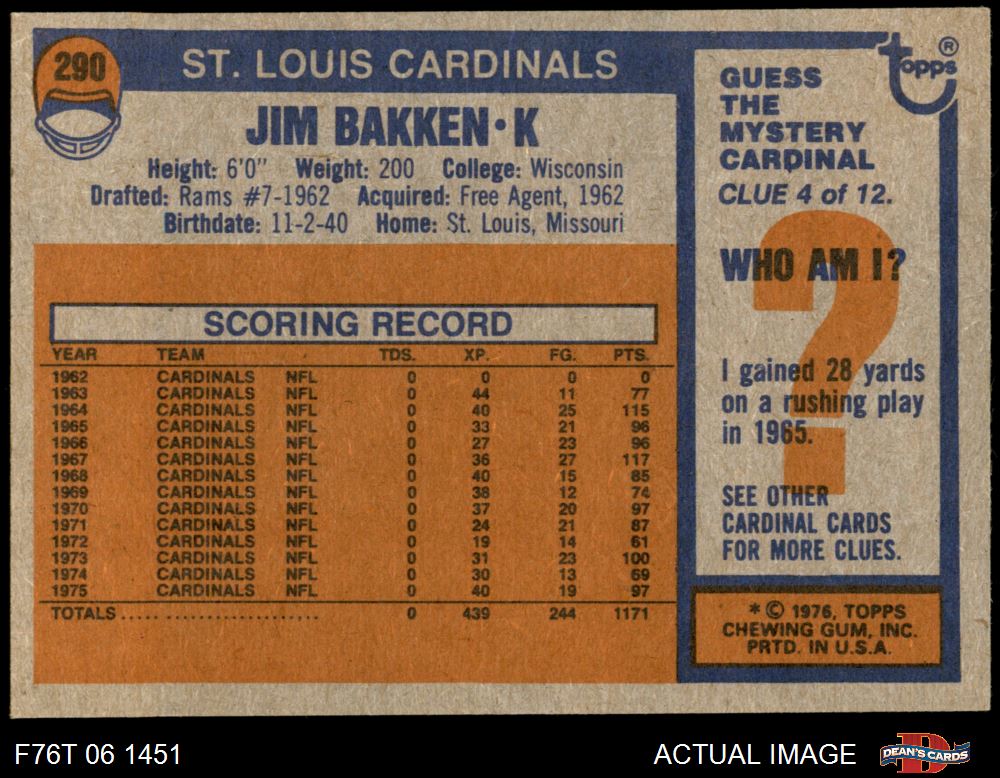 290
ST. LOUIS CARDINALS
JIM BAKKEN • K
Height: 6'0" Weight: 200 College: Wisconsin
Drafted: Rams #7-1962 Acquired: Free Agent, 1962
Birthdate: 11-2-40 Home: St. Louis, Missouri
SCORING RECORD
YEAR TEAM TDS. XP. FG. PTS.
1962 CARDINALS NFL 0 0 0 0
1963 CARDINALS NFL 0 44 11 77
1964 CARDINALS NFL 0 40 25 115
1965 CARDINALS NFL 0 33 21 96
1966 CARDINALS NFL 0 27 23 96
1967 CARDINALS NFL 0 36 27 117
1968 CARDINALS NFL 0 40 15 85
1969 CARDINALS NFL 0 38 12 74
1970 CARDINALS NFL 0 37 20 97
1971 CARDINALS NFL 0 24 21 87
1972 CARDINALS NFL 0 19 14 61
1973 CARDINALS NFL 0 31 23 100
1974 CARDINALS NFL 0 30 13 69
1975 CARDINALS NFL 0 40 19 97
TOTALS ........................ 0 439 244 1171
topps ®
GUESS
THE
MYSTERY
CARDINAL
CLUE 4 of 12.
WHO AM I?
?
I gained 28 yards
on a rushing play
in 1965.
SEE OTHER
CARDINAL CARDS
FOR MORE CLUES.
* © 1976, TOPPS
CHEWING GUM, INC.
PRTD. IN U.S.A.
F76T 06 1451
ACTUAL IMAGE
D
DEAN'S CARDS